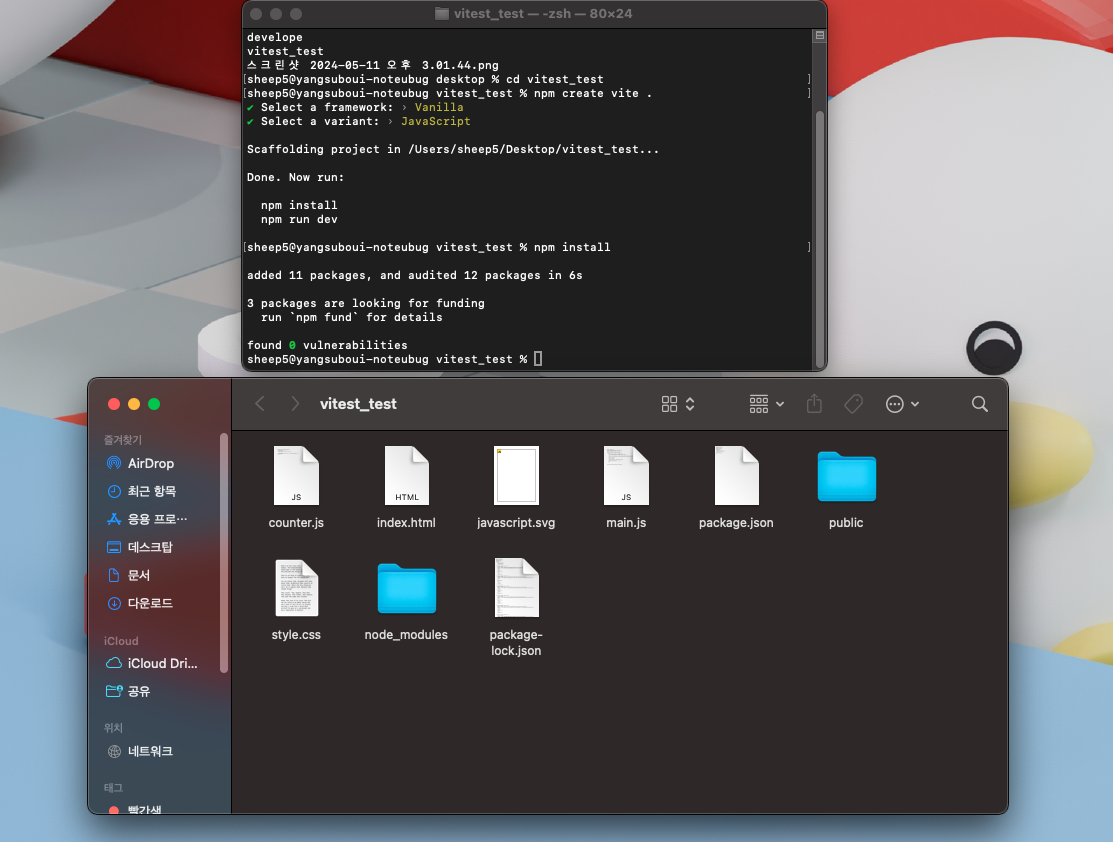 vitest_test — -zsh — 80×24
develope
vitest_test
스크린샷 2024-05-11 오후 3.01.44.png
[sheep5@yangsuboui-noteubug desktop % cd vitest_test ]
[sheep5@yangsuboui-noteubug vitest_test % npm create vite . ]
✔ Select a framework: › Vanilla
✔ Select a variant: › JavaScript
Scaffolding project in /Users/sheep5/Desktop/vitest_test...
Done. Now run:
npm install
npm run dev
[sheep5@yangsuboui-noteubug vitest_test % npm install ]
added 11 packages, and audited 12 packages in 6s
3 packages are looking for funding
run `npm fund` for details
found 0 vulnerabilities
sheep5@yangsuboui-noteubug vitest_test %
vitest_test
즐겨찾기
AirDrop
최근 항목
응용 프로…
데스크탑
문서
다운로드
iCloud
iCloud Dri...
공유
위치
네트워크
태그
빨간색
JS
HTML
JS
counter.js
index.html
javascript.svg
main.js
package.json
public
style.css
node_modules
package-
lock.json